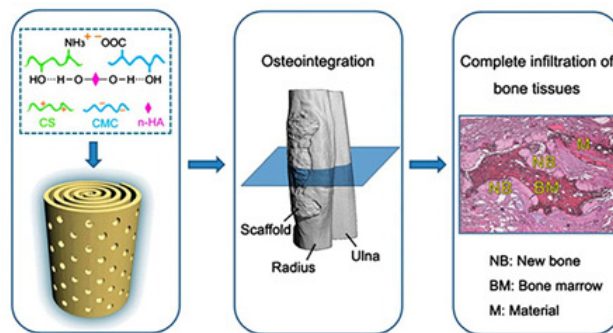 NH₃ + − OOC
HO···H-O O-H···OH
CS CMC n-HA
Osteointegration
Scaffold
Radius
Ulna
Complete infiltration of
bone tissues
M
NB
NB BM
NB: New bone
BM: Bone marrow
M: Material